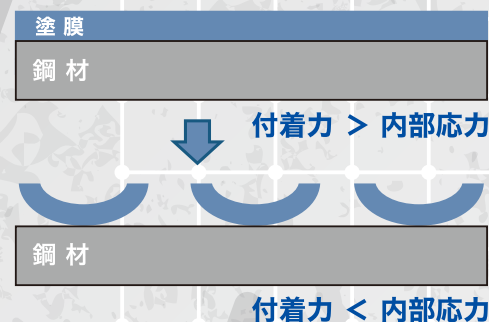 塗膜
鋼材
付着力 ＞ 内部応力
鋼材
付着力 ＜ 内部応力